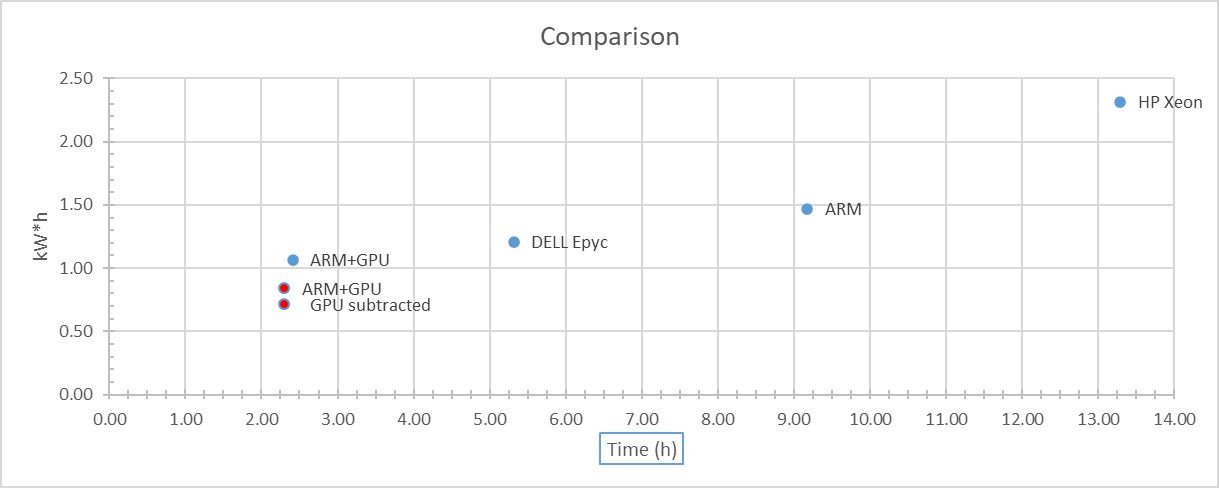 Comparison
2.50
2.00
1.50
1.00
0.50
0.00
kW*h
HP Xeon
ARM
DELL Epyc
ARM+GPU
ARM+GPU
GPU subtracted
0.00 1.00 2.00 3.00 4.00 5.00 6.00 7.00 8.00 9.00 10.00 11.00 12.00 13.00 14.00
Time (h)